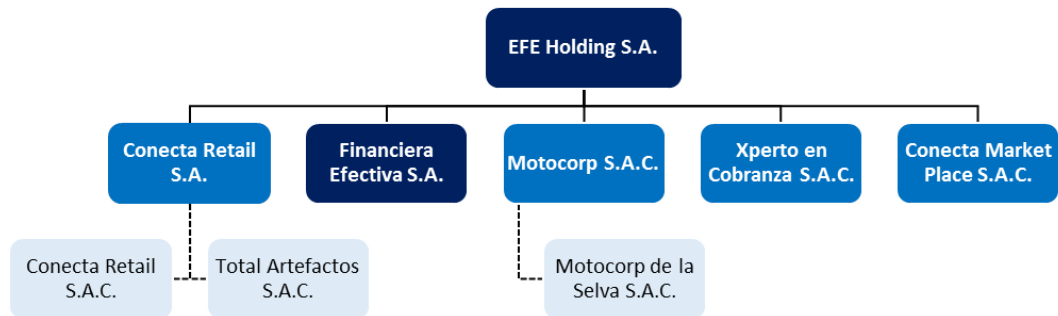 EFE Holding S.A.
Conecta Retail
S.A.
Financiera
Efectiva S.A.
Motocorp S.A.C.
Xperto en
Cobranza S.A.C.
Conecta Market
Place S.A.C.
Conecta Retail
S.A.C.
Total Artefactos
S.A.C.
Motocorp de la
Selva S.A.C.